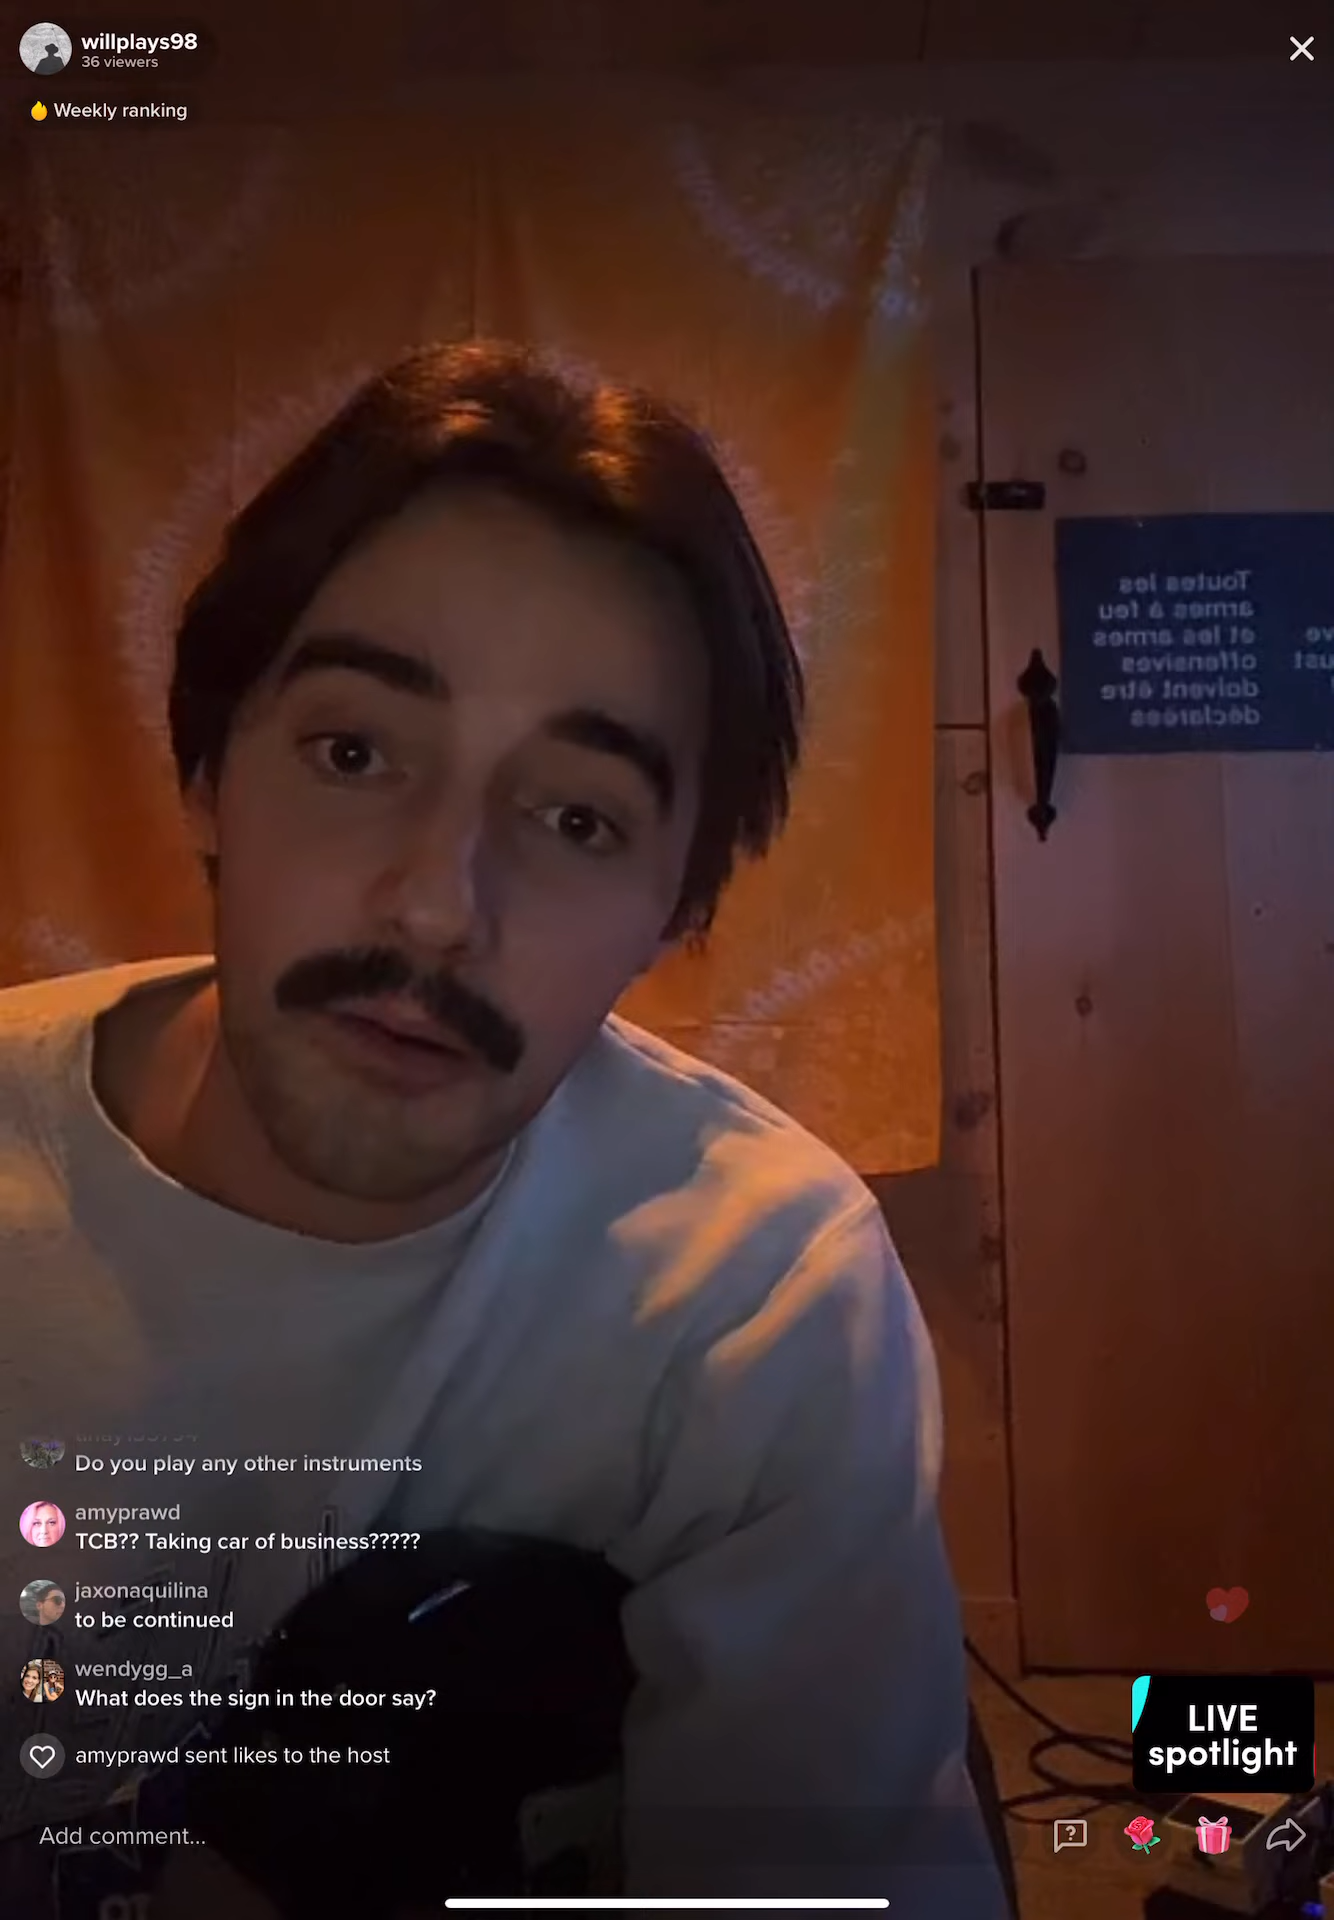 willplays98
36 viewers
Weekly ranking
Toutes les
armes à feu
et les armes
offensives
doivent être
déclarées
Do you play any other instruments
amyprawd
TCB?? Taking car of business?????
jaxonaquilina
to be continued
wendygg_a
What does the sign in the door say?
amyprawd sent likes to the host
LIVE
spotlight
Add comment...